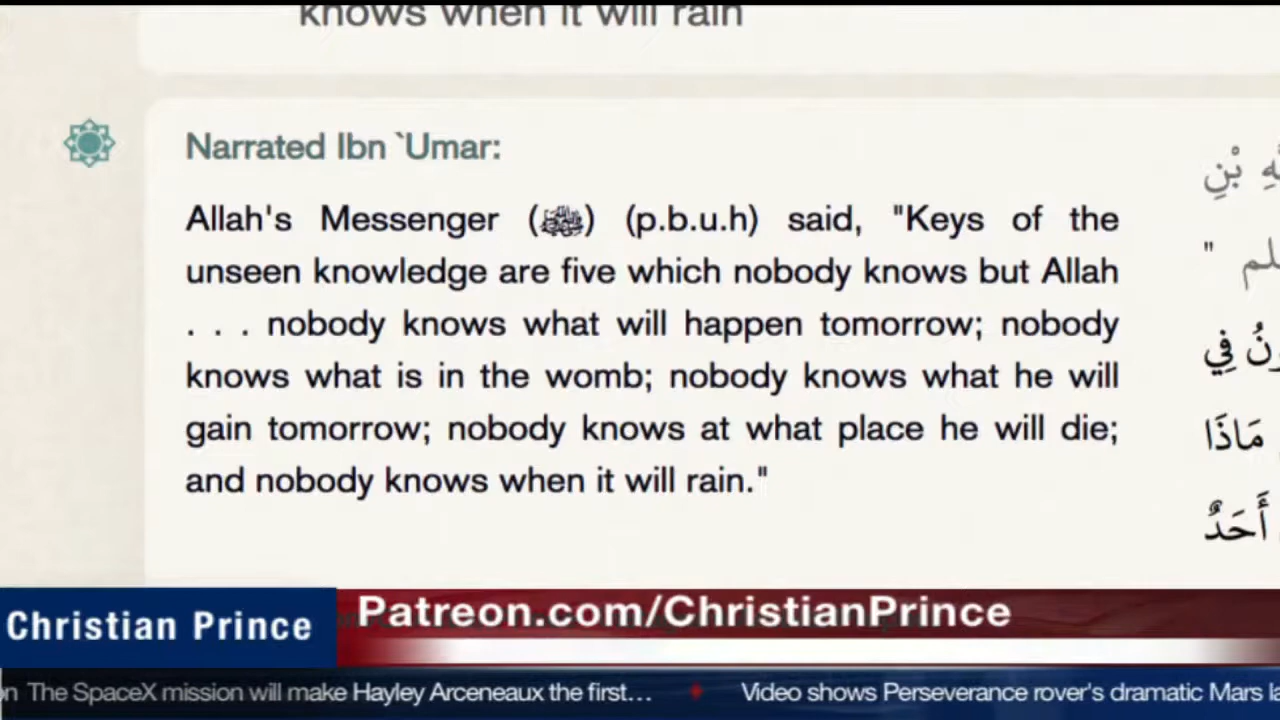 knows when it will rain
Narrated Ibn `Umar:
Allah's Messenger (ﷺ) (p.b.u.h) said, "Keys of the
unseen knowledge are five which nobody knows but Allah
. . . nobody knows what will happen tomorrow; nobody
knows what is in the womb; nobody knows what he will
gain tomorrow; nobody knows at what place he will die;
and nobody knows when it will rain."
بْنِ
"
مَاذَا
أَحَدٌ
Christian Prince
Patreon.com/ChristianPrince
The SpaceX mission will make Hayley Arceneaux the first... Video shows Perseverance rover's dramatic Mars